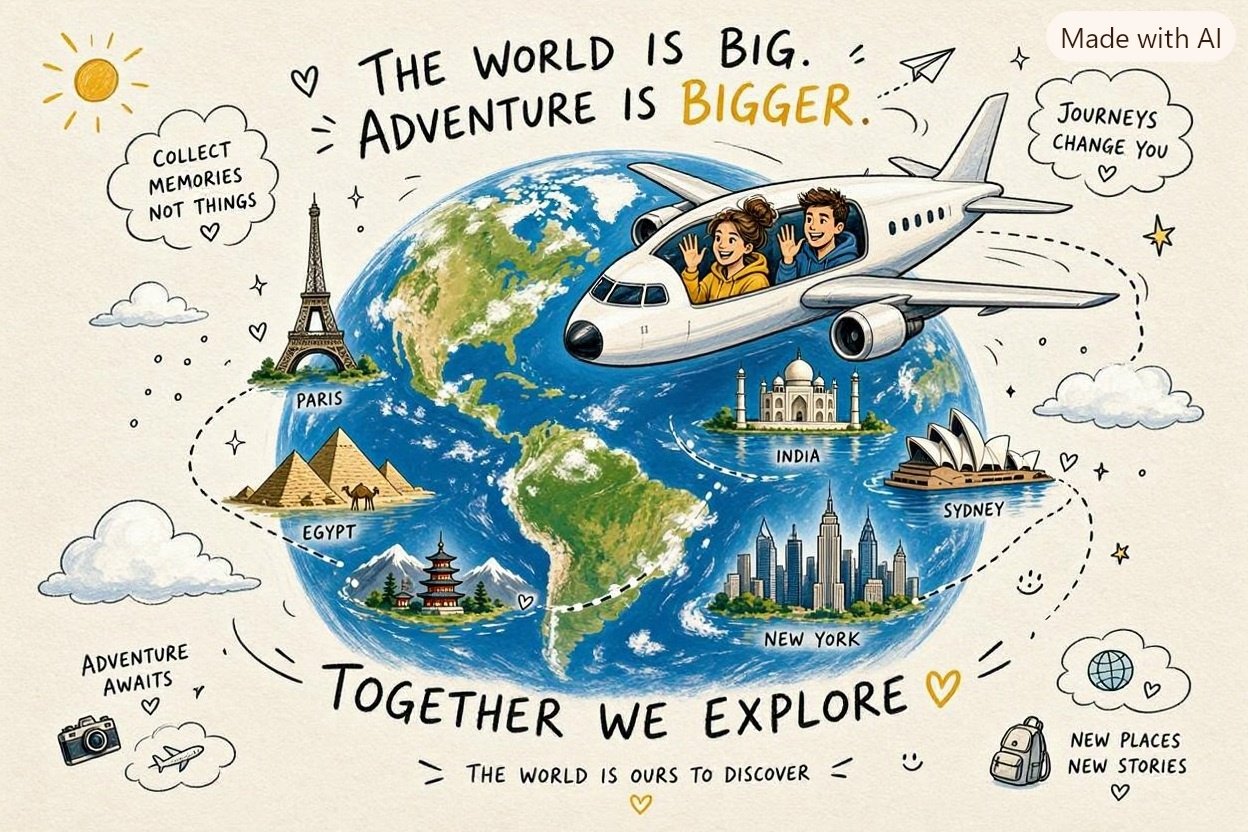 Made with AI
THE WORLD IS BIG.
ADVENTURE IS BIGGER.
COLLECT
MEMORIES
NOT THINGS
JOURNEYS
CHANGE YOU
PARIS
INDIA
EGYPT
SYDNEY
NEW YORK
ADVENTURE
AWAITS
TOGETHER WE EXPLORE
THE WORLD IS OURS TO DISCOVER
NEW PLACES
NEW STORIES